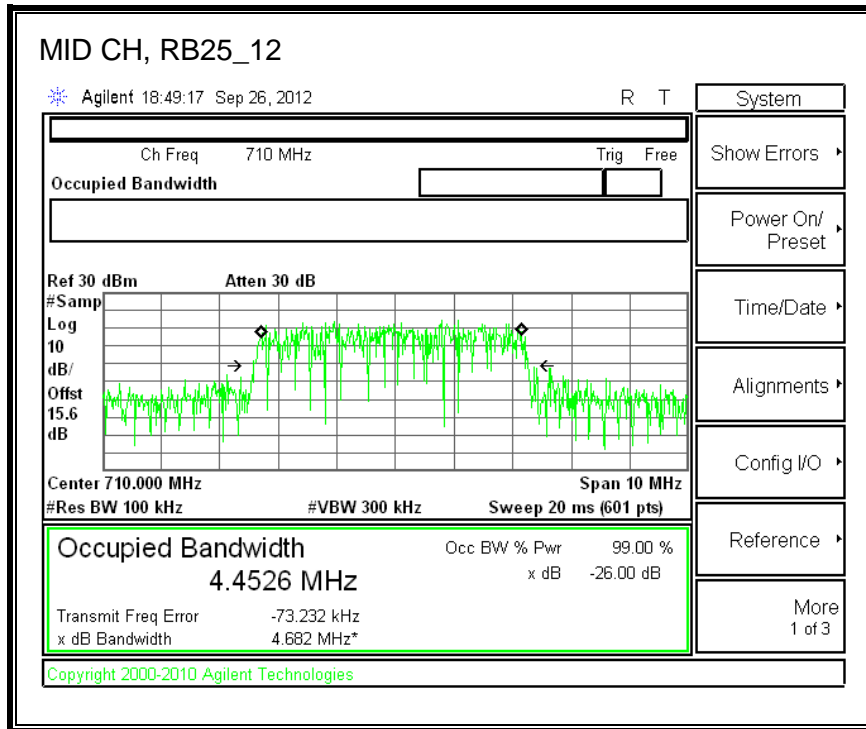 MID CH, RB25_12
Agilent 18:49:17 Sep 26, 2012 R T
Ch Freq 710 MHz Trig Free
Occupied Bandwidth
Ref 30 dBm Atten 30 dB
#Samp
Log
10
dB/
Offst
15.6
dB
Center 710.000 MHz Span 10 MHz
#Res BW 100 kHz #VBW 300 kHz Sweep 20 ms (601 pts)
Occupied Bandwidth Occ BW % Pwr 99.00 %
4.4526 MHz x dB -26.00 dB
Transmit Freq Error -73.232 kHz
x dB Bandwidth 4.682 MHz*
Copyright 2000-2010 Agilent Technologies
System
Show Errors
Power On/
Preset
Time/Date
Alignments
Config I/O
Reference
More
1 of 3